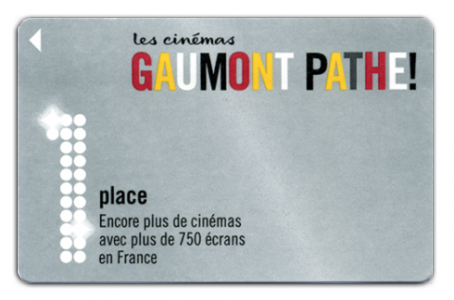 les cinémas
GAUMONT PATHE!
1
place
Encore plus de cinémas
avec plus de 750 écrans
en France